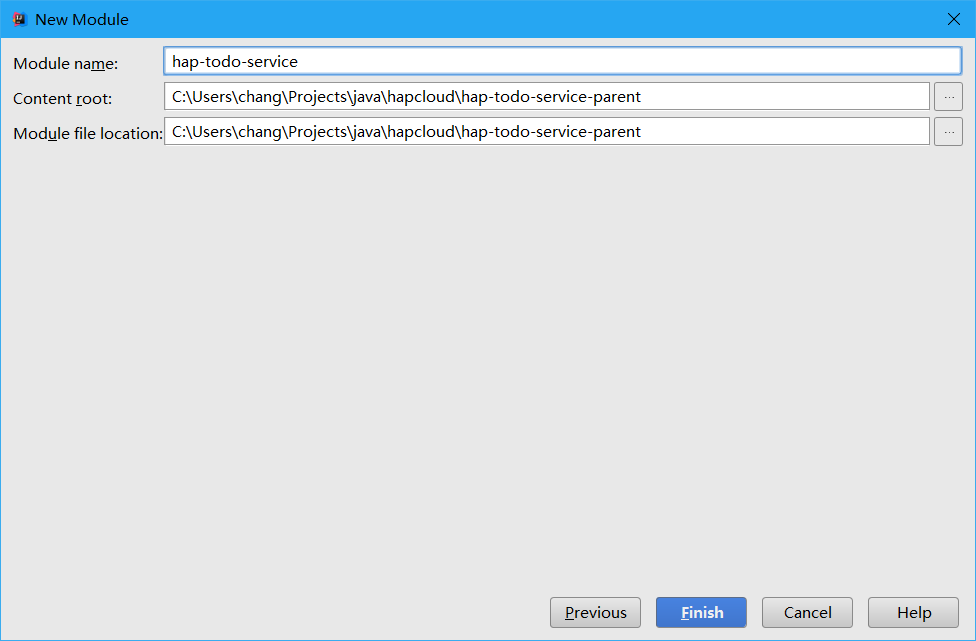 New Module
Module name: hap-todo-service
Content root: C:\Users\chang\Projects\java\hapcloud\hap-todo-service-parent ...
Module file location: C:\Users\chang\Projects\java\hapcloud\hap-todo-service-parent ...
Previous Finish Cancel Help